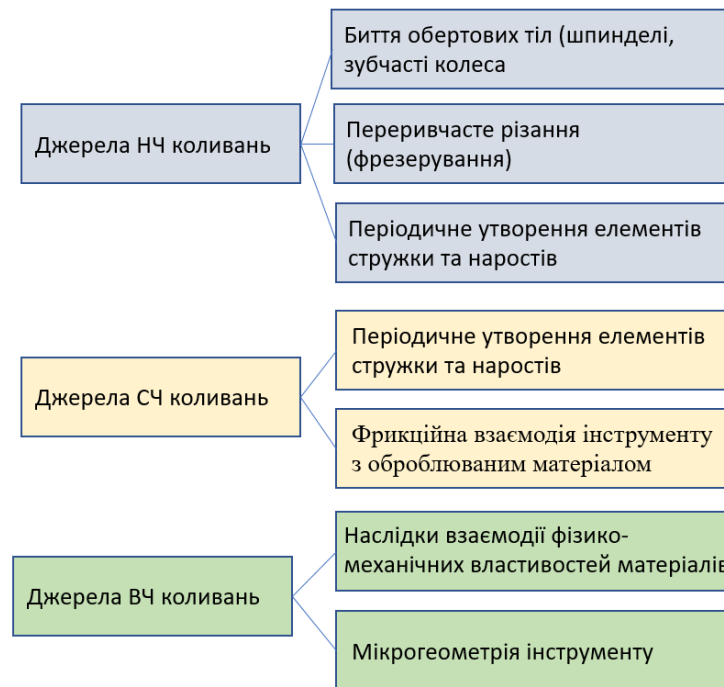 Джерела НЧ коливань
Биття обертових тіл (шпинделі,
зубчасті колеса
Переривчасте різання
(фрезерування)
Періодичне утворення елементів
стружки та наростів
Джерела СЧ коливань
Періодичне утворення елементів
стружки та наростів
Фрикційна взаємодія інструменту
з оброблюваним матеріалом
Джерела ВЧ коливань
Наслідки взаємодії фізико-
механічних властивостей матеріалів
Мікрогеометрія інструменту